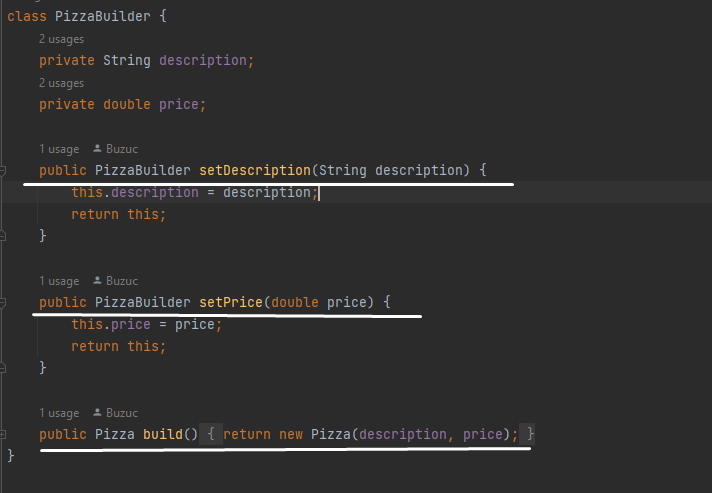 class PizzaBuilder {
2 usages
private String description;
2 usages
private double price;
1 usage Buzuc
public PizzaBuilder setDescription(String description) {
this.description = description;
return this;
}
1 usage Buzuc
public PizzaBuilder setPrice(double price) {
this.price = price;
return this;
}
1 usage Buzuc
public Pizza build() { return new Pizza(description, price); }
}